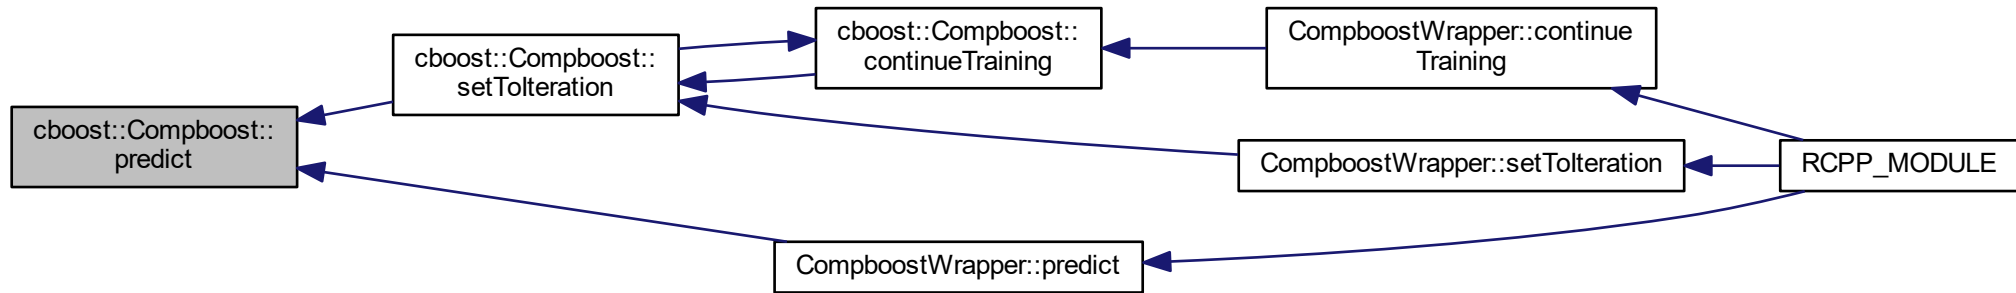 cboost::Compboost::
predict
cboost::Compboost::
setToIteration
cboost::Compboost::
continueTraining
CompboostWrapper::continue
Training
CompboostWrapper::setToIteration
CompboostWrapper::predict
RCPP_MODULE